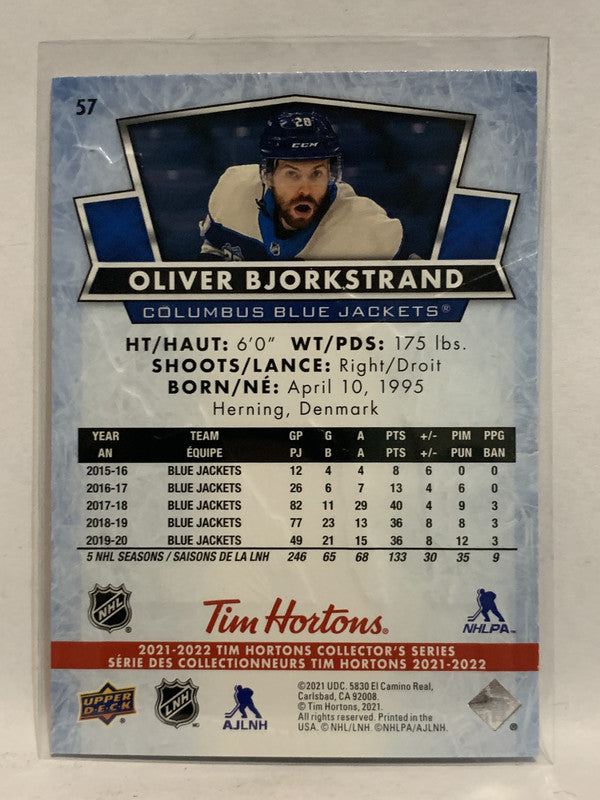 57
28
CCM
OLIVER BJORKSTRAND
COLUMBUS BLUE JACKETS®
HT/HAUT: 6'0" WT/PDS: 175 lbs.
SHOOTS/LANCE: Right/Droit
BORN/NÉ: April 10, 1995
Herning, Denmark
YEAR TEAM GP G A PTS +/- PIM PPG
AN ÉQUIPE PJ B A PTS +/- PUN BAN
2015-16 BLUE JACKETS 12 4 4 8 6 0 0
2016-17 BLUE JACKETS 26 6 7 13 4 6 0
2017-18 BLUE JACKETS 82 11 29 40 4 9 3
2018-19 BLUE JACKETS 77 23 13 36 8 8 3
2019-20 BLUE JACKETS 49 21 15 36 8 12 3
5 NHL SEASONS / SAISONS DE LA LNH 246 65 68 133 30 35 9
NHL
Tim Hortons®
NHLPA™
2021-2022 TIM HORTONS COLLECTOR'S SERIES
SÉRIE DES COLLECTIONNEURS TIM HORTONS 2021-2022
UPPER DECK®
LNH
AJLNH
©2021 UDC. 5830 El Camino Real,
Carlsbad, CA 92008.
© Tim Hortons, 2021.
All rights reserved. Printed in the
USA. © NHL/LNH. ©NHLPA/AJLNH.